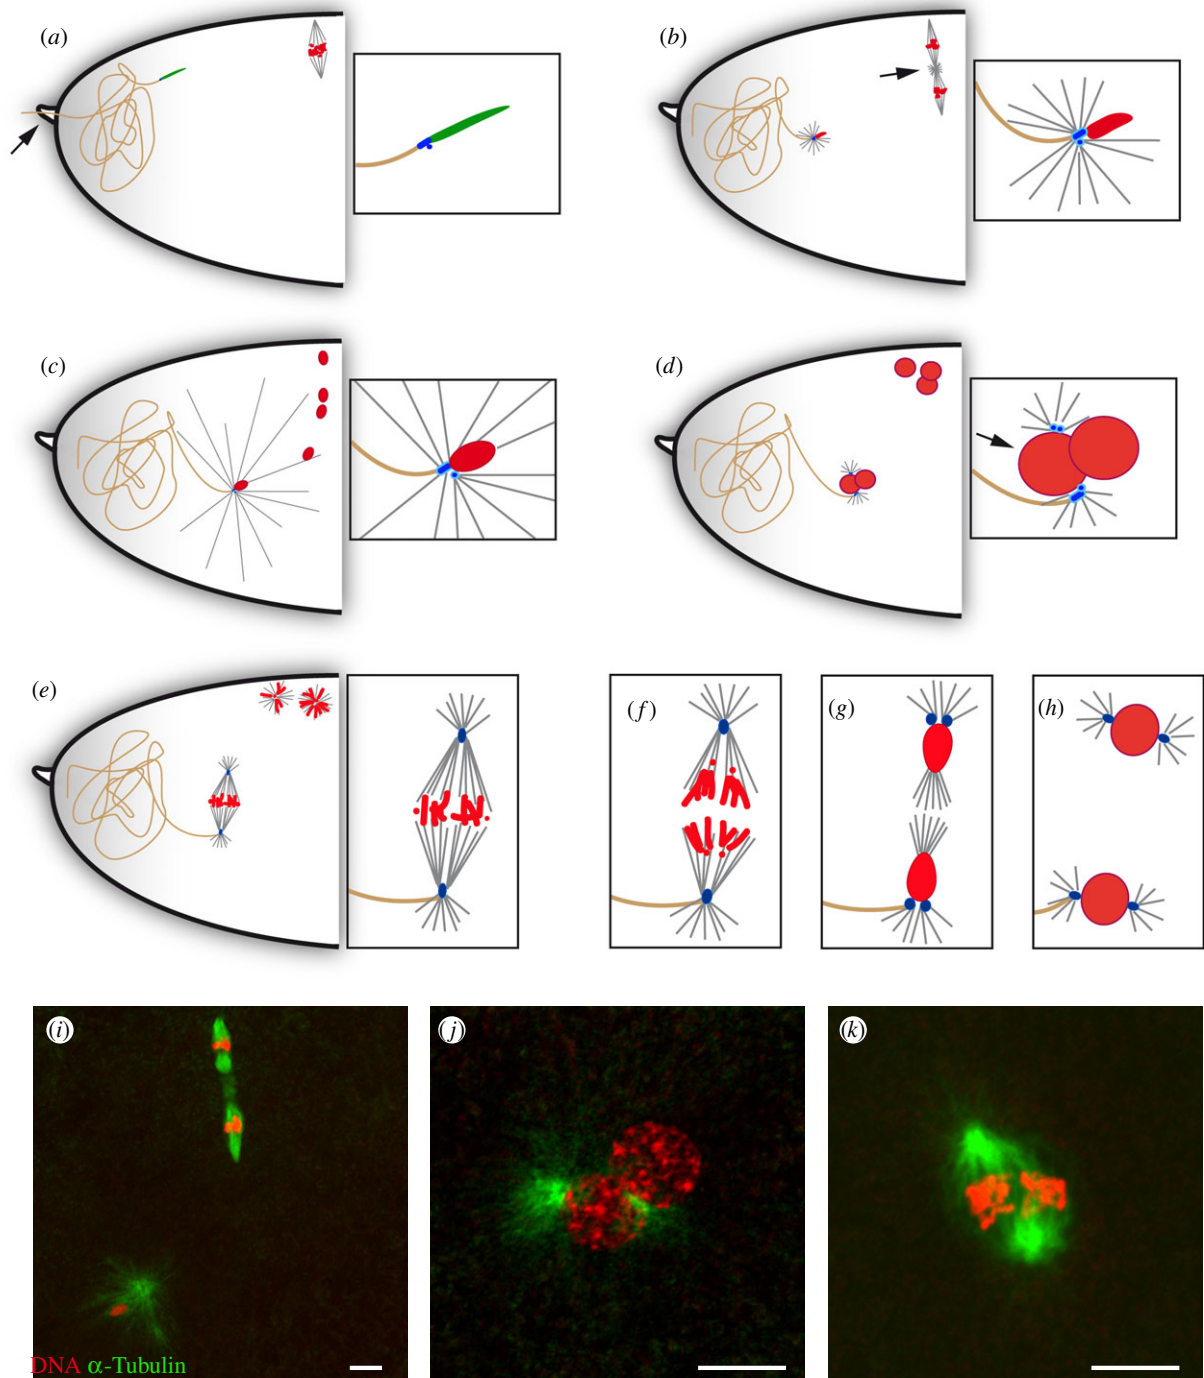 (a)
(b)
(c)
(d)
(e)
(f)
(g)
(h)
(i)
(j)
(k)
DNA α-Tubulin